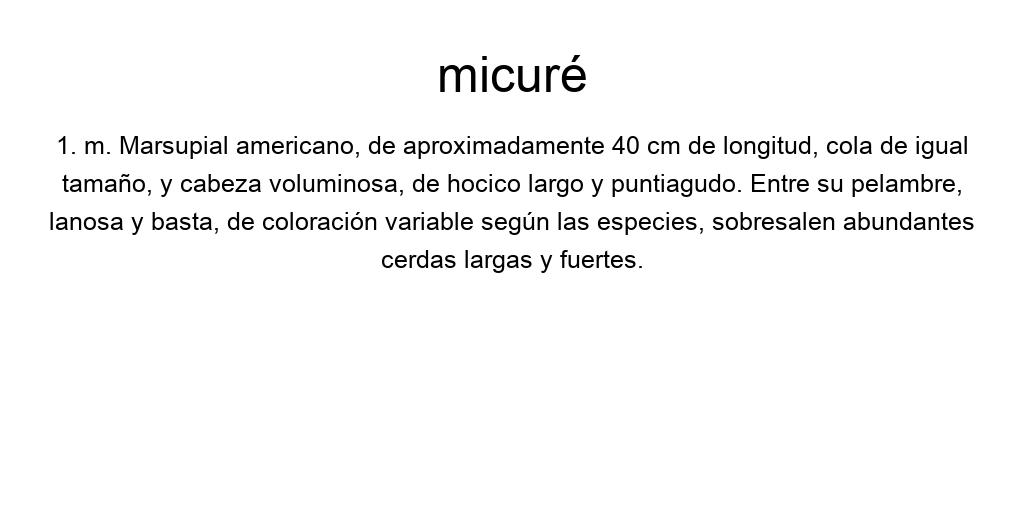 micuré
1. m. Marsupial americano, de aproximadamente 40 cm de longitud, cola de igual
tamaño, y cabeza voluminosa, de hocico largo y puntiagudo. Entre su pelambre,
lanosa y basta, de coloración variable según las especies, sobresalen abundantes
cerdas largas y fuertes.